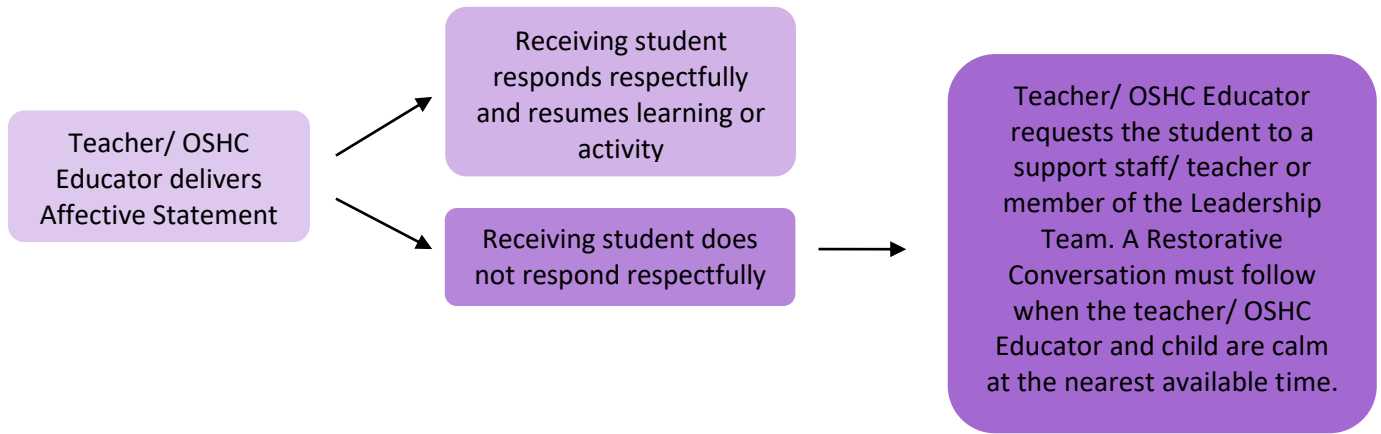 Teacher/ OSHC
Educator delivers
Affective Statement
Receiving student
responds respectfully
and resumes learning or
activity
Receiving student does
not respond respectfully
Teacher/ OSHC Educator
requests the student to a
support staff/ teacher or
member of the Leadership
Team. A Restorative
Conversation must follow
when the teacher/ OSHC
Educator and child are calm
at the nearest available time.